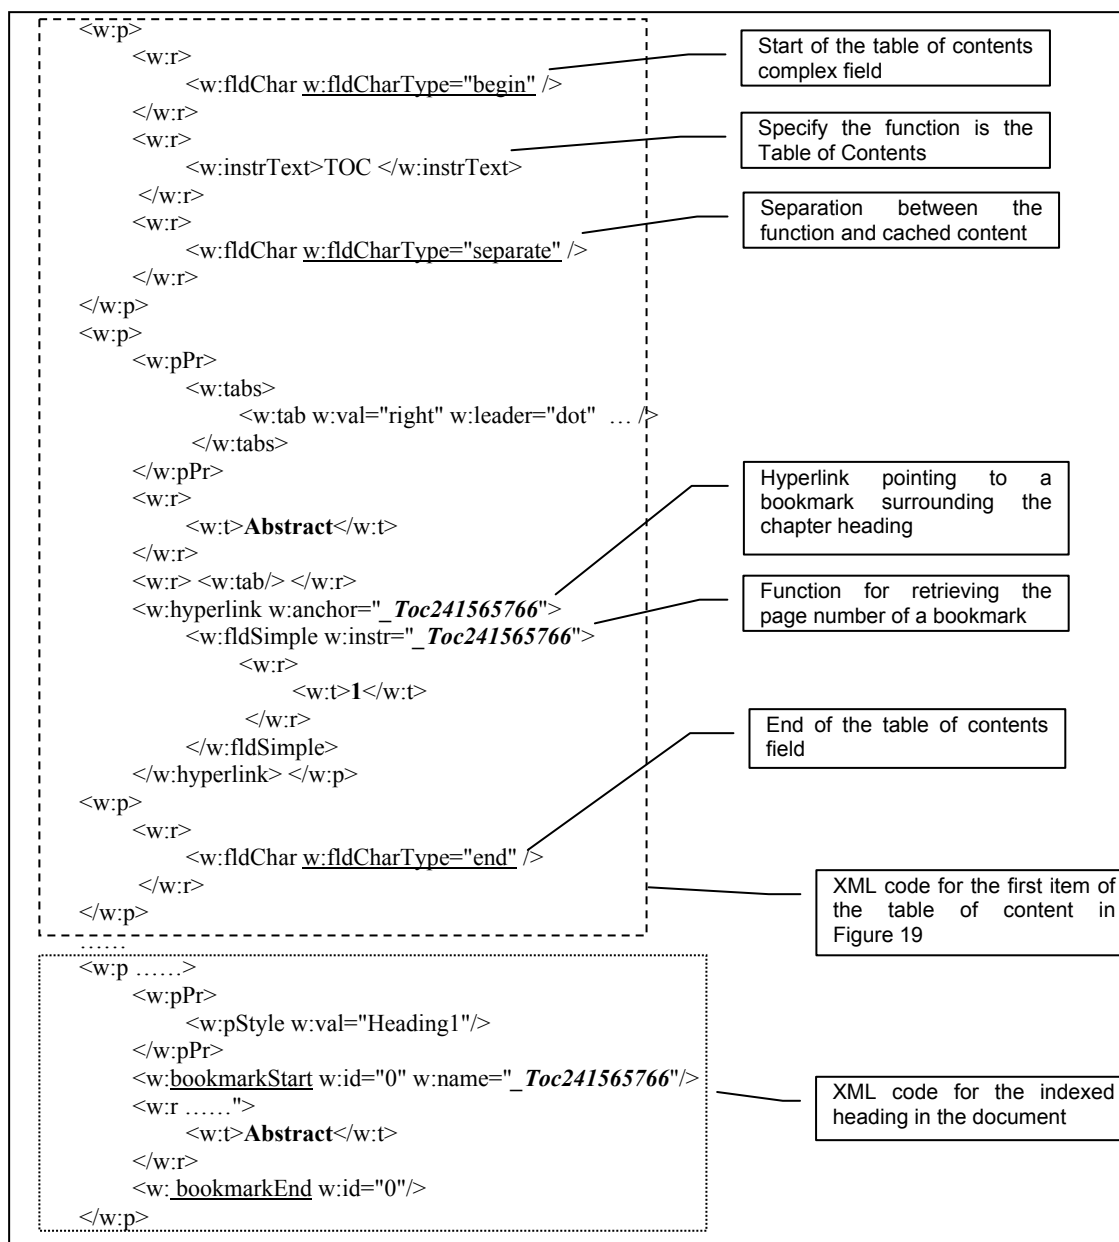 <w:p>
<w:r>
<w:fldChar w:fldCharType="begin" />
</w:r>
<w:r>
<w:instrText>TOC </w:instrText>
</w:r>
<w:r>
<w:fldChar w:fldCharType="separate" />
</w:r>
</w:p>
<w:p>
<w:pPr>
<w:tabs>
<w:tab w:val="right" w:leader="dot" … />
</w:tabs>
</w:pPr>
<w:r>
<w:t>Abstract</w:t>
</w:r>
<w:r> <w:tab/> </w:r>
<w:hyperlink w:anchor="_Toc241565766">
<w:fldSimple w:instr="_Toc241565766">
<w:r>
<w:t>1</w:t>
</w:r>
</w:fldSimple>
</w:hyperlink> </w:p>
<w:p>
<w:r>
<w:fldChar w:fldCharType="end" />
</w:r>
</w:p>
……
<w:p ……>
<w:pPr>
<w:pStyle w:val="Heading1"/>
</w:pPr>
<w:bookmarkStart w:id="0" w:name="_Toc241565766"/>
<w:r ……">
<w:t>Abstract</w:t>
</w:r>
<w: bookmarkEnd w:id="0"/>
</w:p>
Start of the table of contents
complex field
Specify the function is the
Table of Contents
Separation between the
function and cached content
Hyperlink pointing to a
bookmark surrounding the
chapter heading
Function for retrieving the
page number of a bookmark
End of the table of contents
field
XML code for the first item of
the table of content in
Figure 19
XML code for the indexed
heading in the document